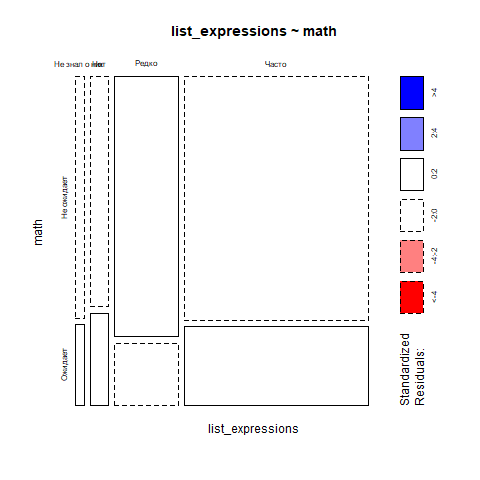 list_expressions ~ math
Не знал о них
Нет
Редко
Часто
Не ожидает
Ожидает
math
list_expressions
>4
2:4
0:2
-2:0
-4:-2
<-4
Standardized
Residuals: